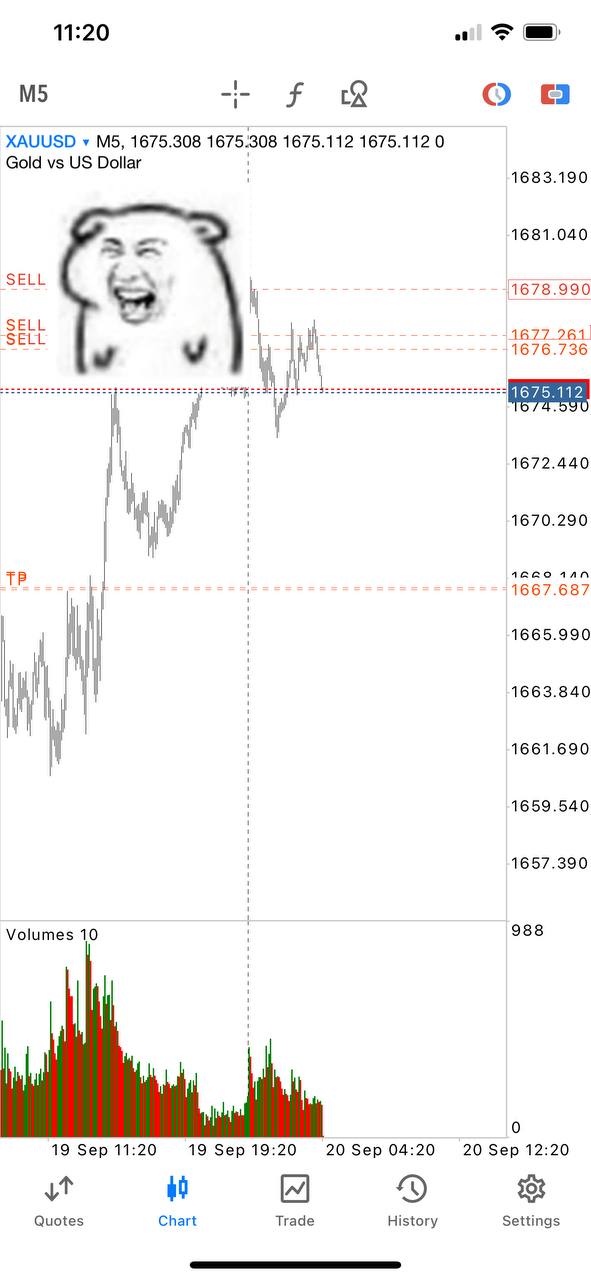 11:20
M5
XAUUSD ▾ M5, 1675.308 1675.308 1675.112 1675.112 0
Gold vs US Dollar
1683.190
1681.040
SELL
1678.990
SELL
1677.261
SELL
1676.736
1675.112
1674.590
1672.440
1670.290
TP
1668.140
1667.687
1665.990
1663.840
1661.690
1659.540
1657.390
Volumes 10
988
0
19 Sep 11:20 19 Sep 19:20 20 Sep 04:20 20 Sep 12:20
Quotes Chart Trade History Settings